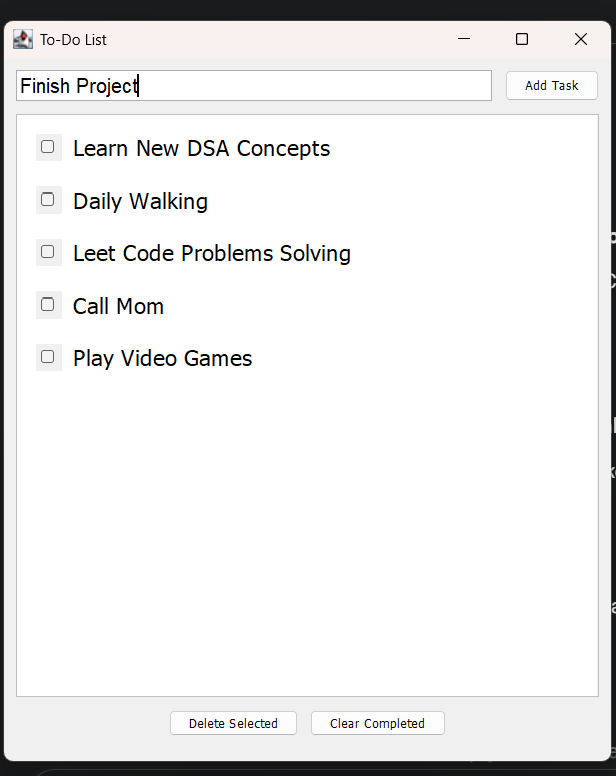 To-Do List
Finish Project
Add Task
Learn New DSA Concepts
Daily Walking
Leet Code Problems Solving
Call Mom
Play Video Games
Delete Selected
Clear Completed